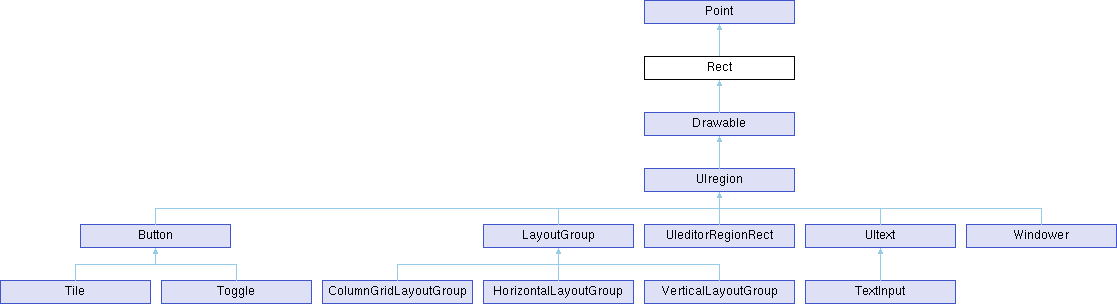 Point
Rect
Drawable
UIregion
Button
LayoutGroup
UIeditorRegionRect
UItext
Windower
Tile
Toggle
ColumnGridLayoutGroup
HorizontalLayoutGroup
VerticalLayoutGroup
TextInput